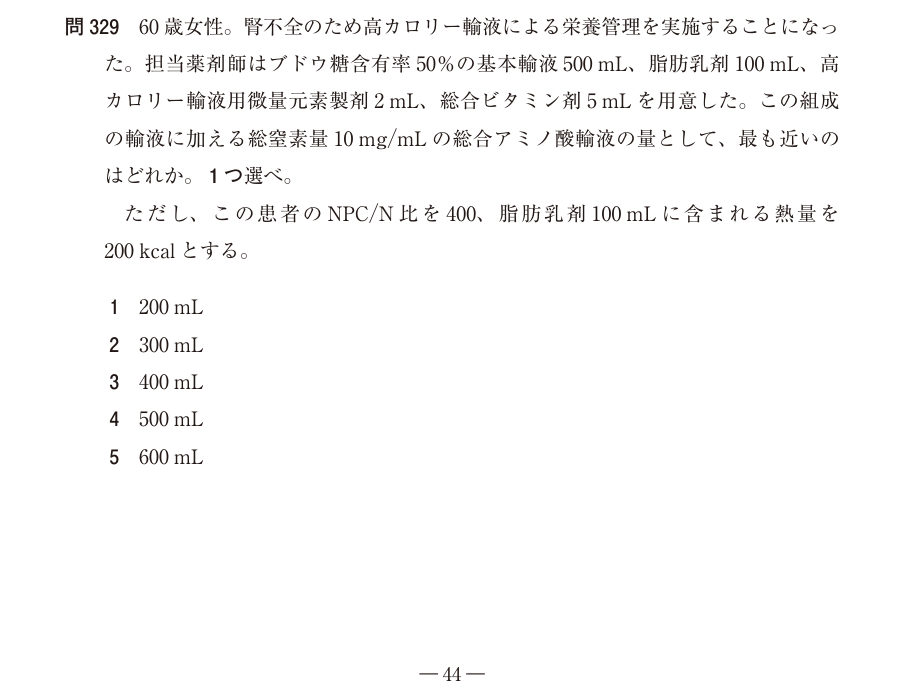 問 329 60 歳女性。腎不全のため高カロリー輸液による栄養管理を実施することになっ
た。担当薬剤師はブドウ糖含有率 50%の基本輸液 500 mL、脂肪乳剤 100 mL、高
カロリー輸液用微量元素製剤 2 mL、総合ビタミン剤 5 mL を用意した。この組成
の輸液に加える総窒素量 10 mg/mL の総合アミノ酸輸液の量として、最も近いの
はどれか。1つ選べ。
ただし、この患者の NPC/N 比を 400、脂肪乳剤 100 mL に含まれる熱量を
200 kcal とする。
1 200 mL
2 300 mL
3 400 mL
4 500 mL
5 600 mL
― 44 ―